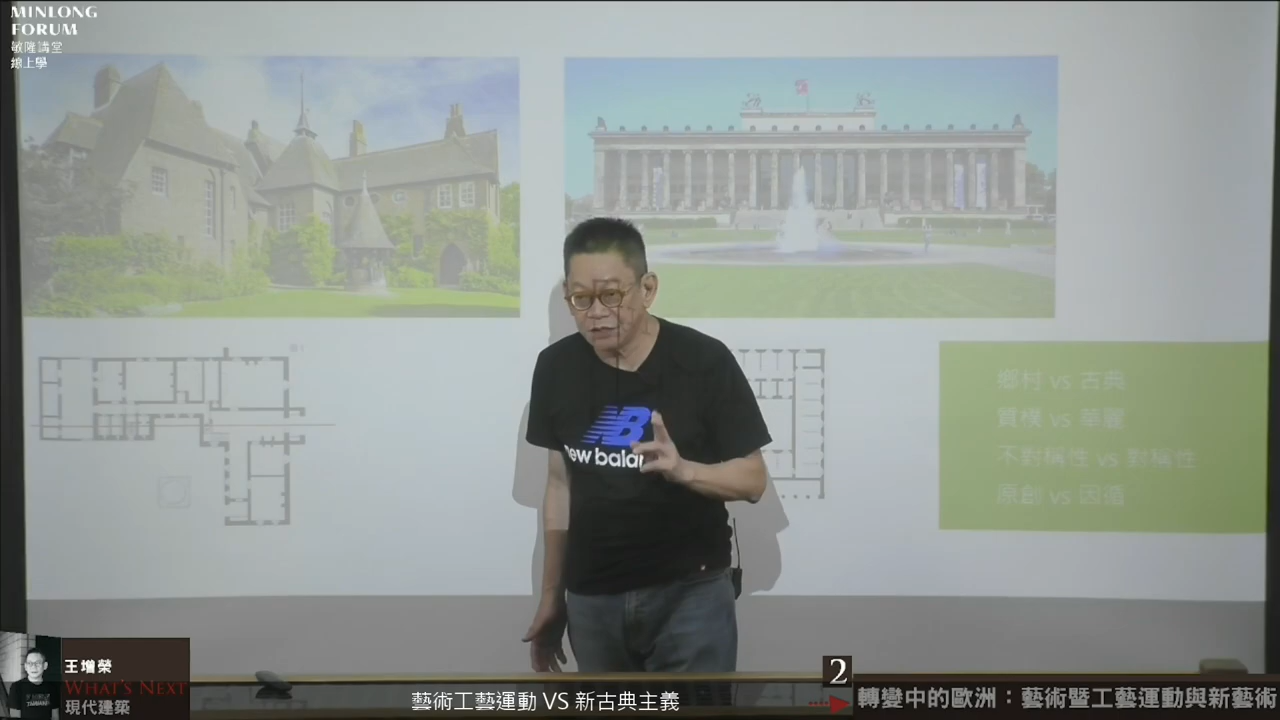 MINLONG
FORUM
敏隆講堂
線上學
鄉村 vs 古典
質樸 vs 華麗
不對稱性 vs 對稱性
原創 vs 因循
new balan
王增榮
WHAT'S NEXT
現代建築
藝術工藝運動 VS 新古典主義
2
轉變中的歐洲：藝術暨工藝運動與新藝術